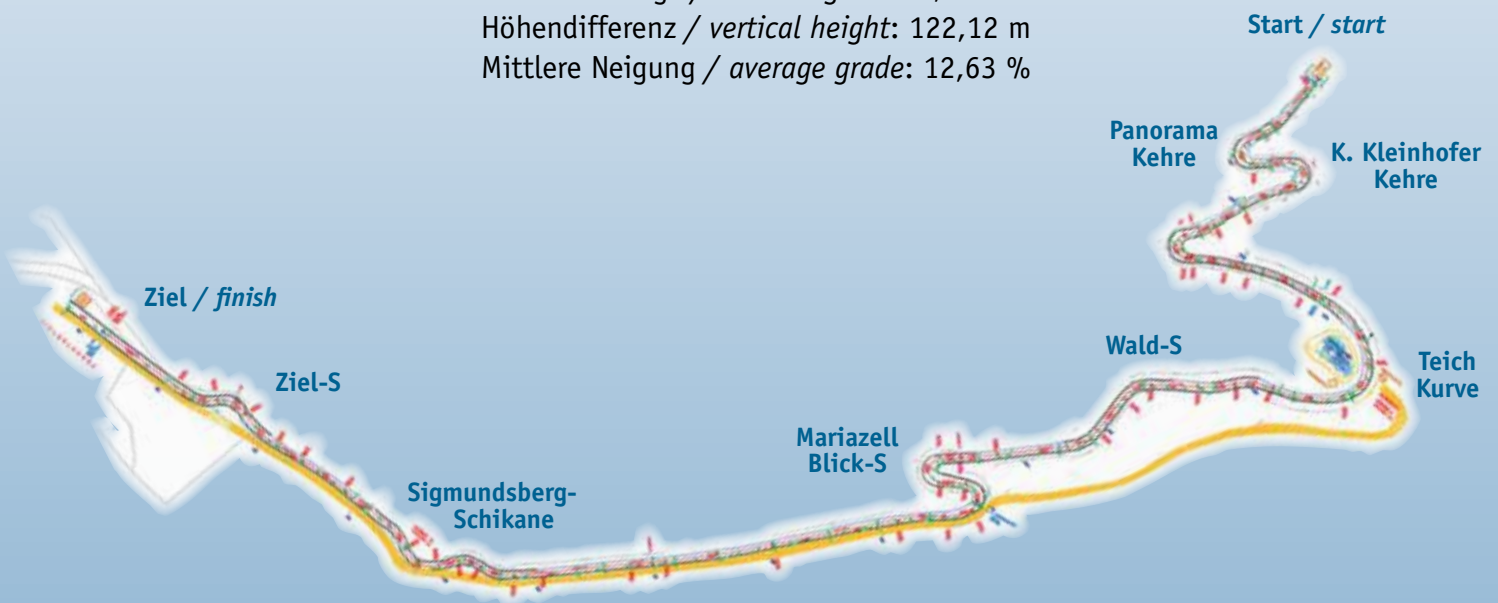 Höhendifferenz / vertical height: 122,12 m
Mittlere Neigung / average grade: 12,63 %
Start / start
Panorama
Kehre
K. Kleinhofer
Kehre
Ziel / finish
Ziel-S
Wald-S
Teich
Kurve
Mariazell
Blick-S
Sigmundsberg-
Schikane